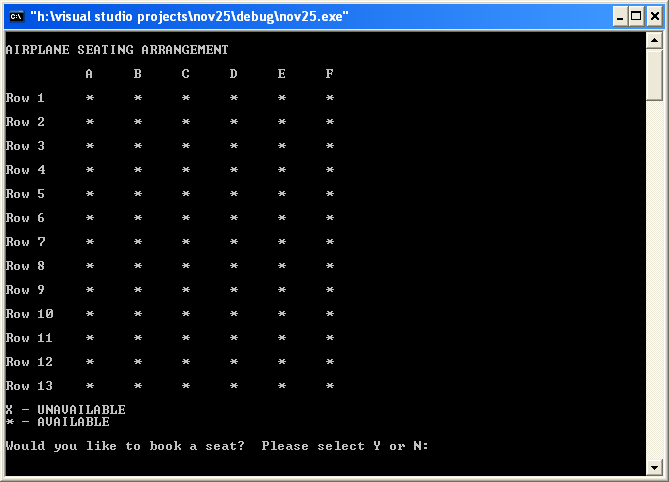 "h:\visual studio projects\nov25\debug\nov25.exe"
AIRPLANE SEATING ARRANGEMENT
A B C D E F
Row 1 * * * * * *
Row 2 * * * * * *
Row 3 * * * * * *
Row 4 * * * * * *
Row 5 * * * * * *
Row 6 * * * * * *
Row 7 * * * * * *
Row 8 * * * * * *
Row 9 * * * * * *
Row 10 * * * * * *
Row 11 * * * * * *
Row 12 * * * * * *
Row 13 * * * * * *
X - UNAVAILABLE
* - AVAILABLE
Would you like to book a seat?  Please select Y or N: